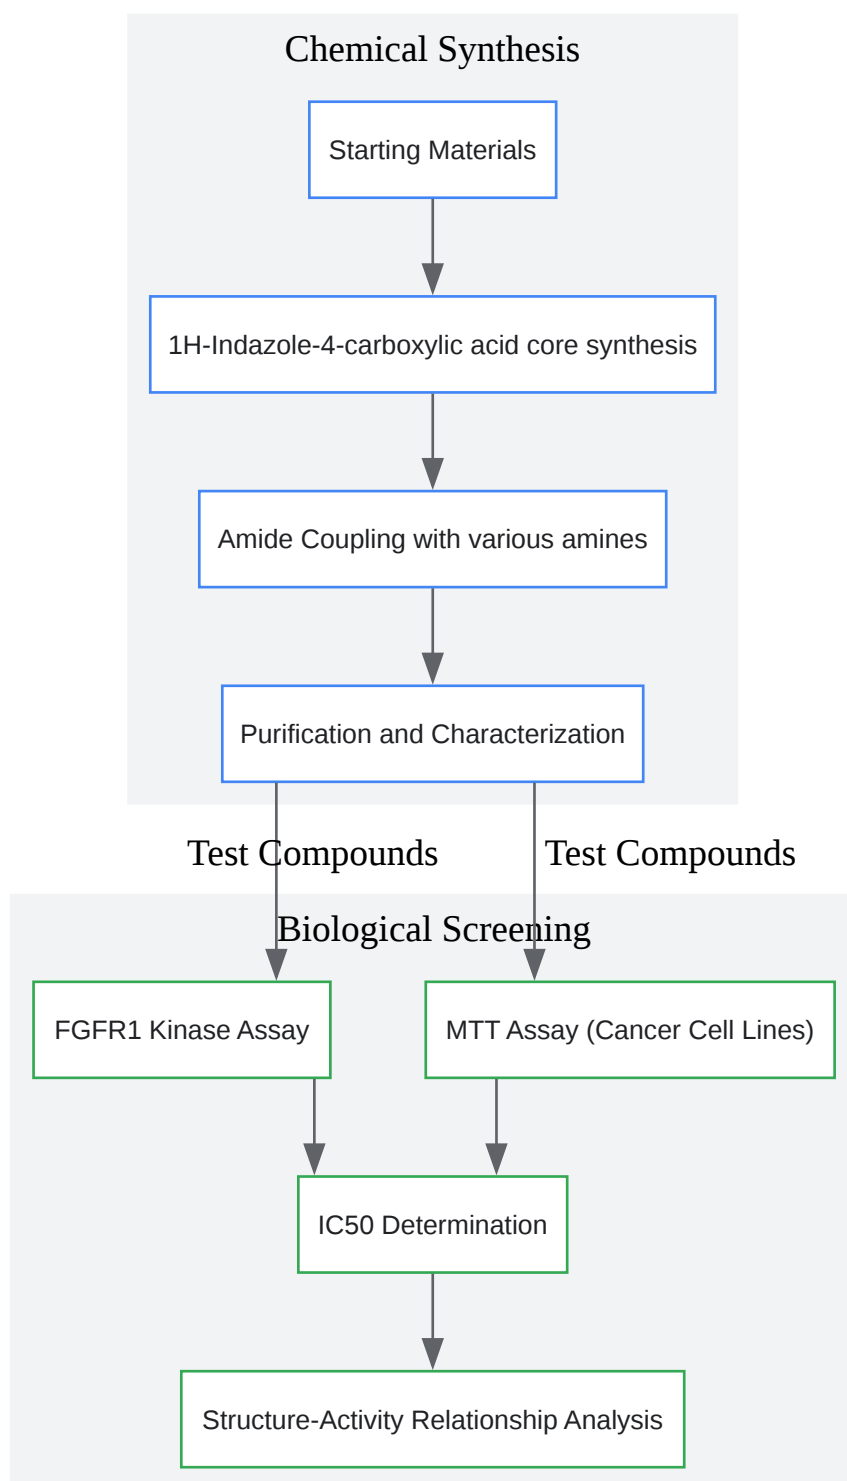 Chemical Synthesis
Starting Materials
1H-Indazole-4-carboxylic acid core synthesis
Amide Coupling with various amines
Purification and Characterization
Test Compounds
Test Compounds
Biological Screening
FGFR1 Kinase Assay
MTT Assay (Cancer Cell Lines)
IC50 Determination
Structure-Activity Relationship Analysis